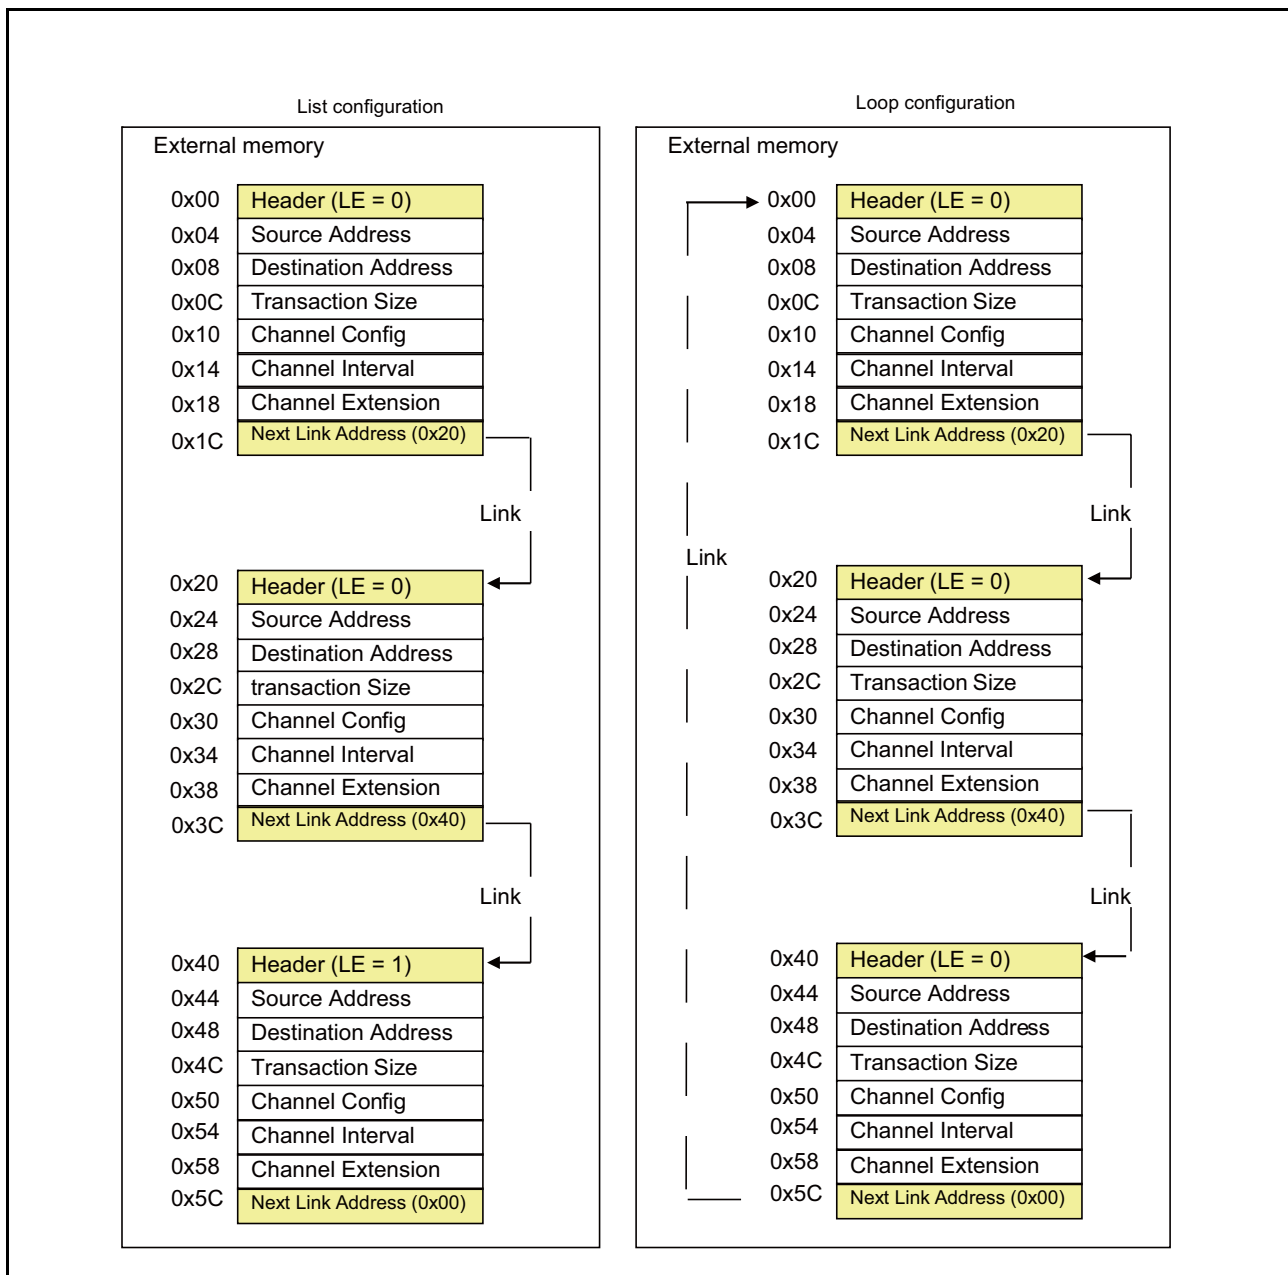 List configuration
External memory
0x00 Header (LE = 0)
0x04 Source Address
0x08 Destination Address
0x0C Transaction Size
0x10 Channel Config
0x14 Channel Interval
0x18 Channel Extension
0x1C Next Link Address (0x20)
Link
0x20 Header (LE = 0)
0x24 Source Address
0x28 Destination Address
0x2C transaction Size
0x30 Channel Config
0x34 Channel Interval
0x38 Channel Extension
0x3C Next Link Address (0x40)
Link
0x40 Header (LE = 1)
0x44 Source Address
0x48 Destination Address
0x4C Transaction Size
0x50 Channel Config
0x54 Channel Interval
0x58 Channel Extension
0x5C Next Link Address (0x00)
Loop configuration
External memory
0x00 Header (LE = 0)
0x04 Source Address
0x08 Destination Address
0x0C Transaction Size
0x10 Channel Config
0x14 Channel Interval
0x18 Channel Extension
0x1C Next Link Address (0x20)
Link
Link
0x20 Header (LE = 0)
0x24 Source Address
0x28 Destination Address
0x2C Transaction Size
0x30 Channel Config
0x34 Channel Interval
0x38 Channel Extension
0x3C Next Link Address (0x40)
Link
0x40 Header (LE = 0)
0x44 Source Address
0x48 Destination Address
0x4C Transaction Size
0x50 Channel Config
0x54 Channel Interval
0x58 Channel Extension
0x5C Next Link Address (0x00)